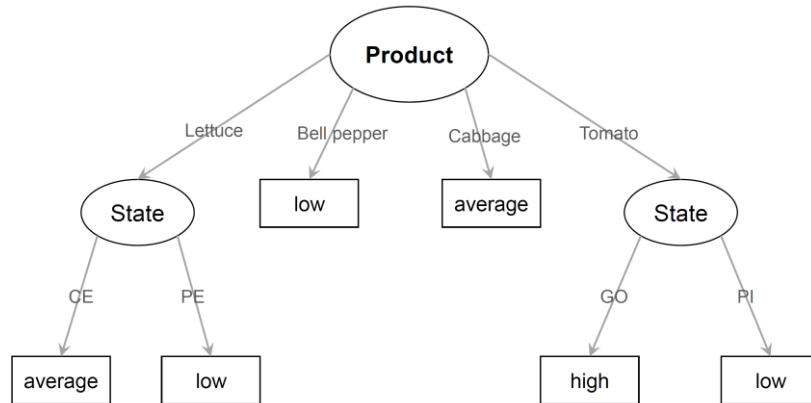 Product
Lettuce
Bell pepper
Cabbage
Tomato
State
low
average
State
CE
PE
GO
PI
average
low
high
low